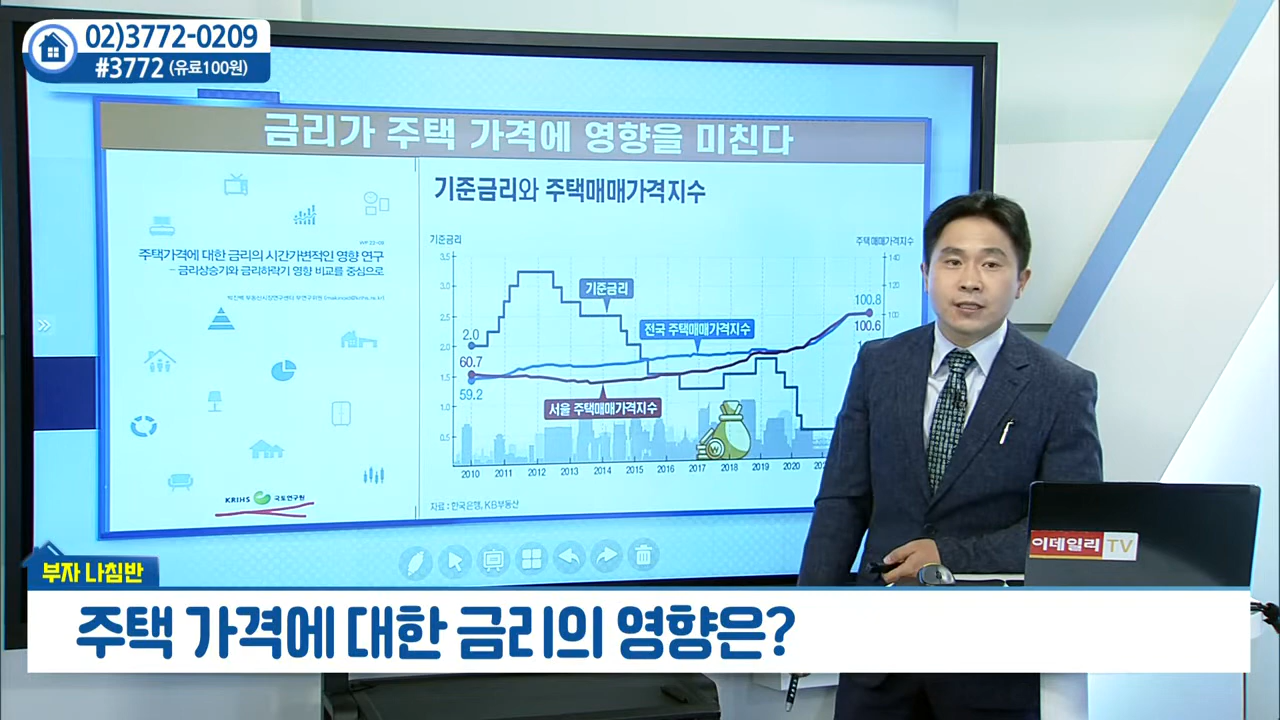 02)3772-0209
#3772 (유료100원)
금리가 주택 가격에 영향을 미친다
WP 22-09
주택가격에 대한 금리의 시간가변적인 영향 연구
- 금리상승기와 금리하락기 영향 비교를 중심으로
KRIHS 국토연구원
기준금리와 주택매매가격지수
기준금리
주택매매가격지수
3.5
3.0
2.5
2.0
1.5
1.0
0.5
140
120
100
기준금리
전국 주택매매가격지수
서울 주택매매가격지수
2.0
60.7
59.2
100.8
100.6
2010 2011 2012 2013 2014 2015 2016 2017 2018 2019 2020
자료 : 한국은행, KB부동산
이데일리TV
부자 나침반
주택 가격에 대한 금리의 영향은?